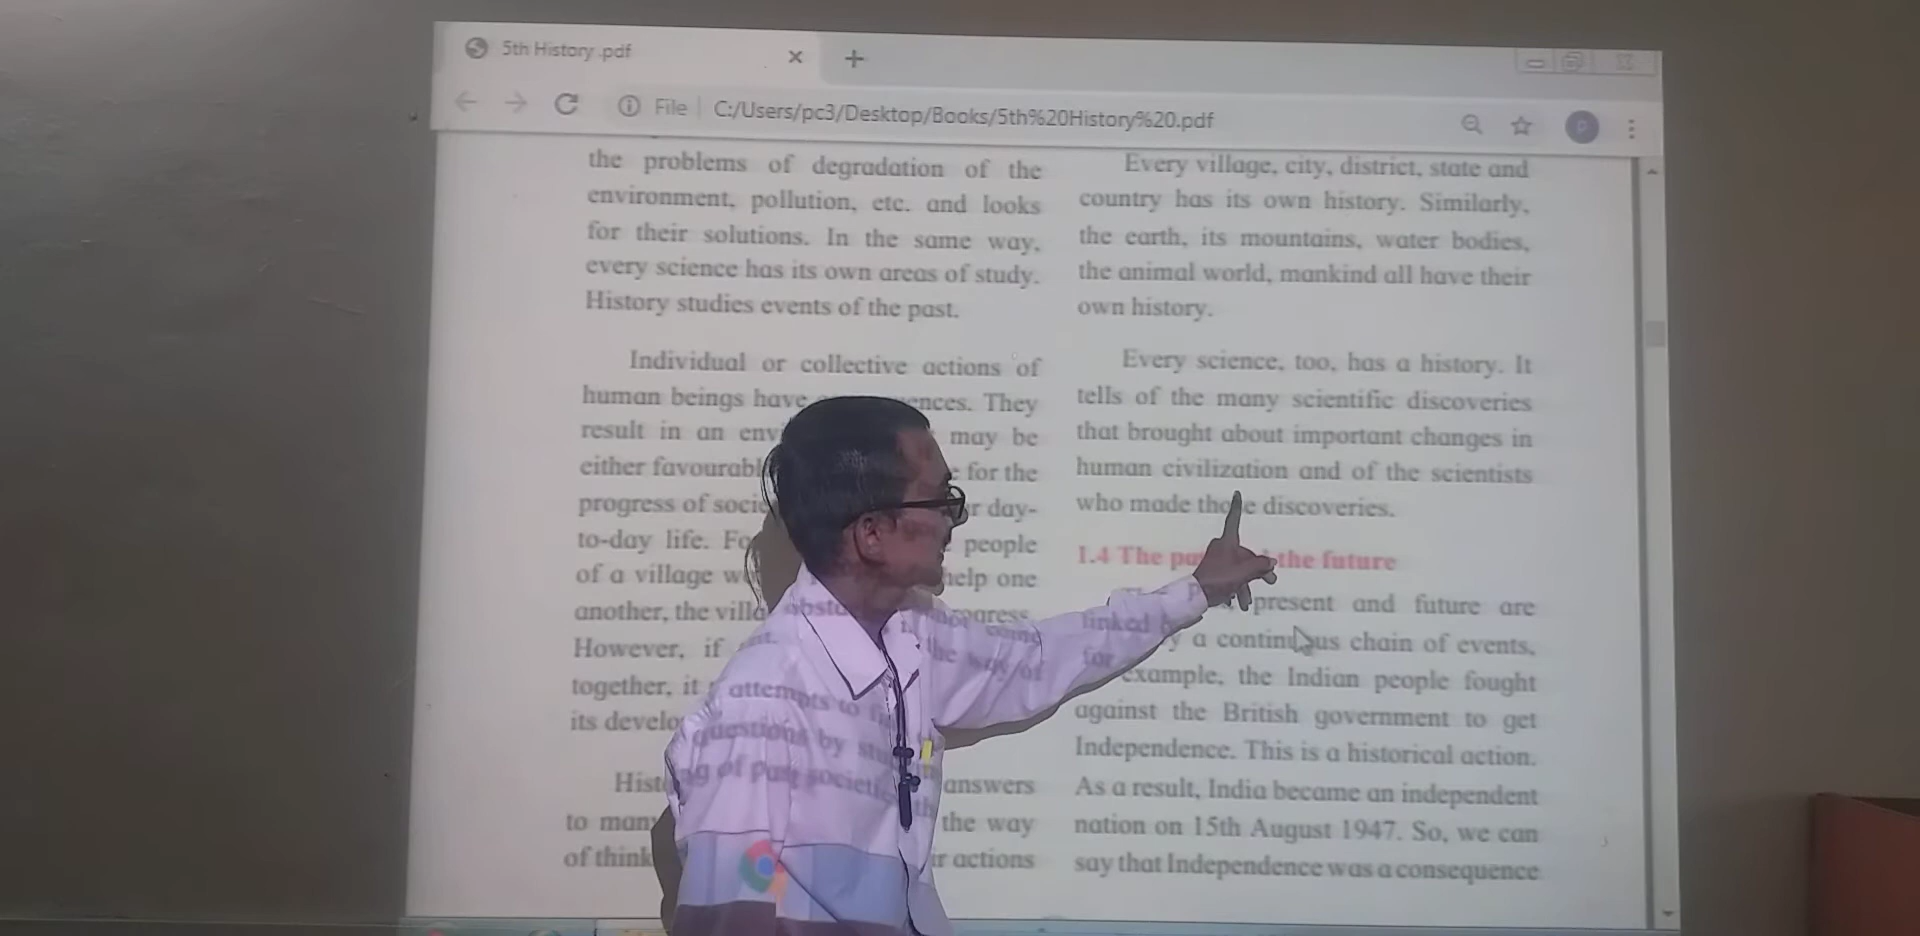 5th History .pdf
File C:/Users/pc3/Desktop/Books/5th%20History%20.pdf
the problems of degradation of the
environment, pollution, etc. and looks
for their solutions. In the same way,
every science has its own areas of study.
History studies events of the past.
Individual or collective actions of
human beings have ences. They
result in an may be
either for the
progress of day-
to-day life. people
of a village help one
another, the progress.
However, if come
together, it the way of
its
attempts to
questions by
of past answers
to the way
of actions
Every village, city, district, state and
country has its own history. Similarly,
the earth, its mountains, water bodies,
the animal world, mankind all have their
own history.
Every science, too, has a history. It
tells of the many scientific discoveries
that brought about important changes in
human civilization and of the scientists
who made discoveries.
1.4 The the future
present and future are
linked by a continuous chain of events,
for example, the Indian people fought
against the British government to get
Independence. This is a historical action.
As a result, India became an independent
nation on 15th August 1947. So, we can
say that Independence was a consequence